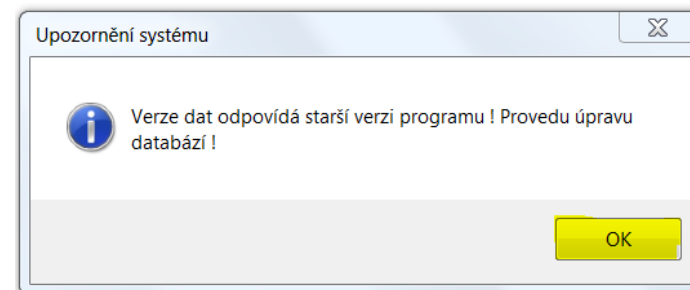 Upozornění systému
Verze dat odpovídá starší verzi programu ! Provedu úpravu
databází !
OK